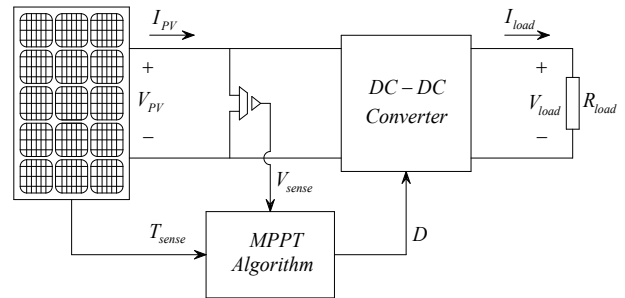 I_PV
I_load
+
V_PV
−
DC – DC
Converter
+
V_load
−
R_load
V_sense
T_sense
MPPT
Algorithm
D